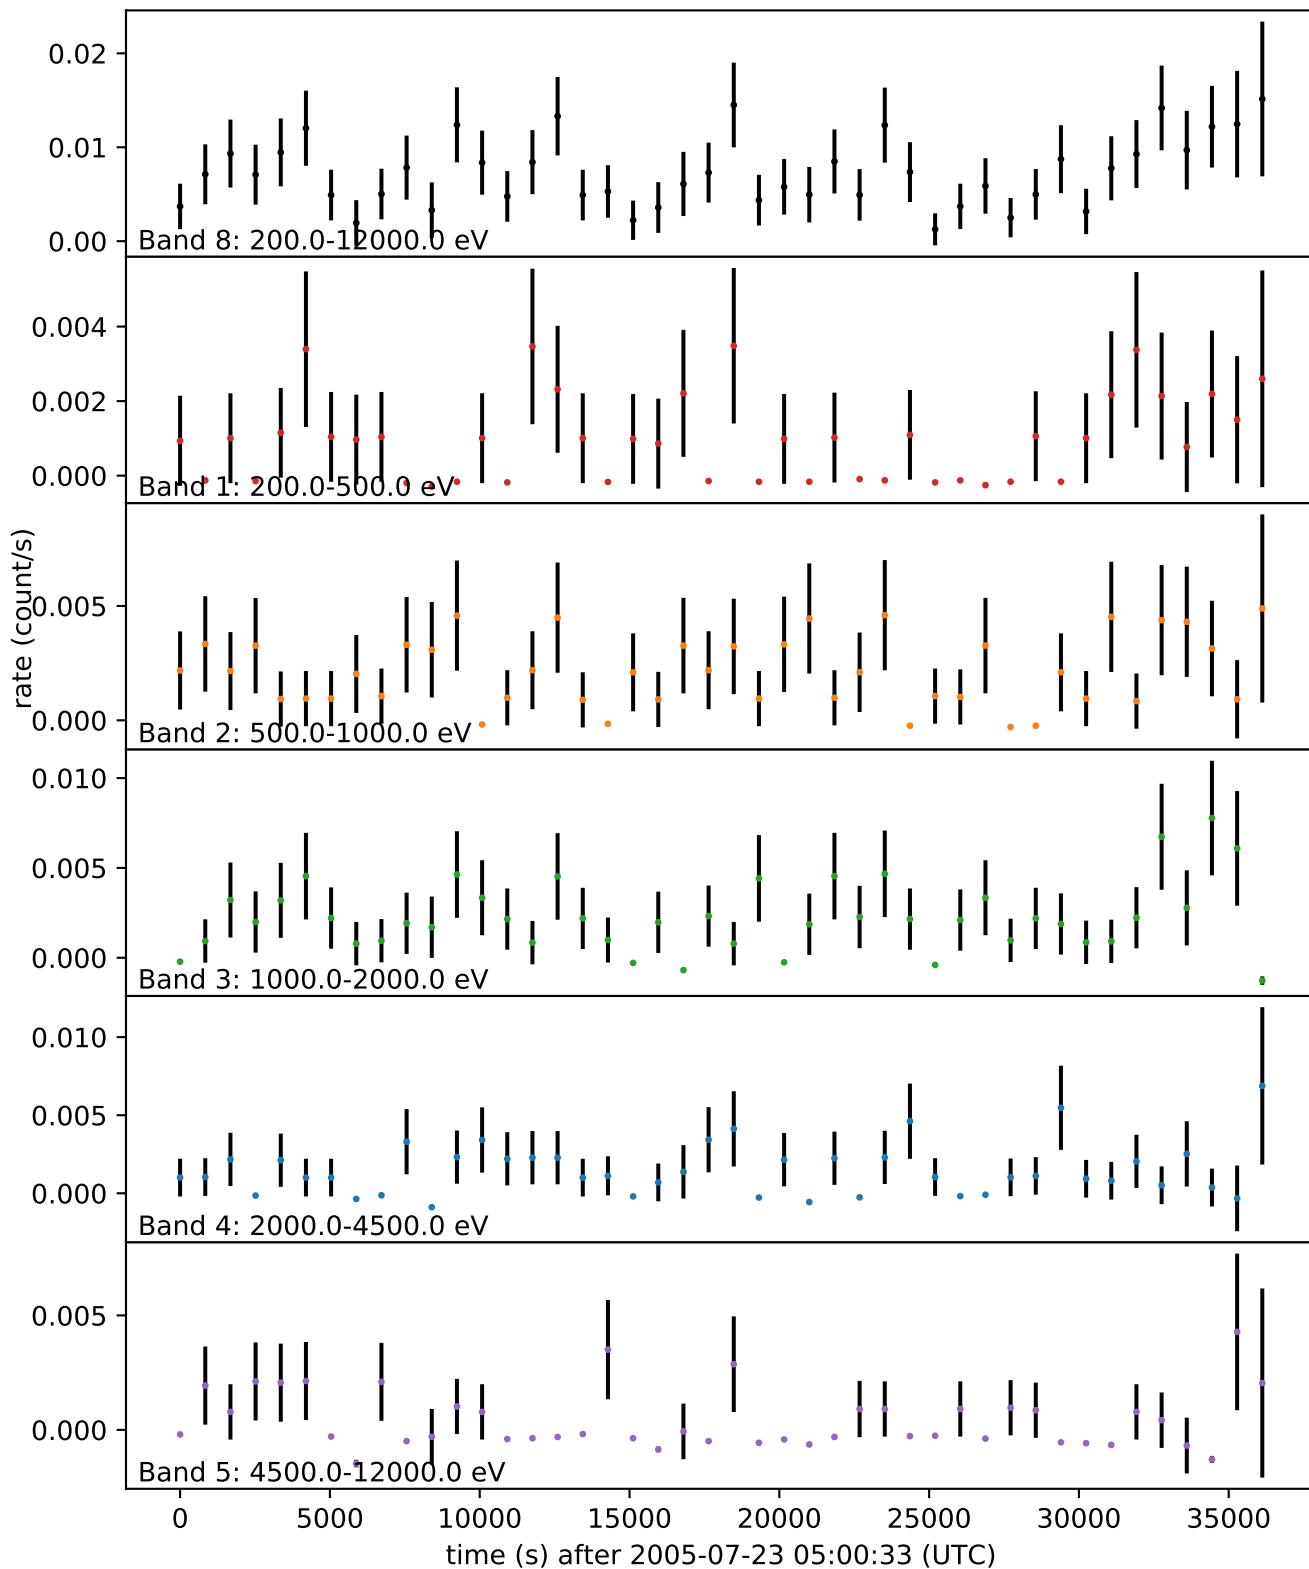 0.02
0.01
0.00
Band 8: 200.0-12000.0 eV
0.004
0.002
0.000
Band 1: 200.0-500.0 eV
rate (count/s)
0.005
0.000
Band 2: 500.0-1000.0 eV
0.010
0.005
0.000
Band 3: 1000.0-2000.0 eV
0.010
0.005
0.000
Band 4: 2000.0-4500.0 eV
0.005
0.000
Band 5: 4500.0-12000.0 eV
0 5000 10000 15000 20000 25000 30000 35000
time (s) after 2005-07-23 05:00:33 (UTC)